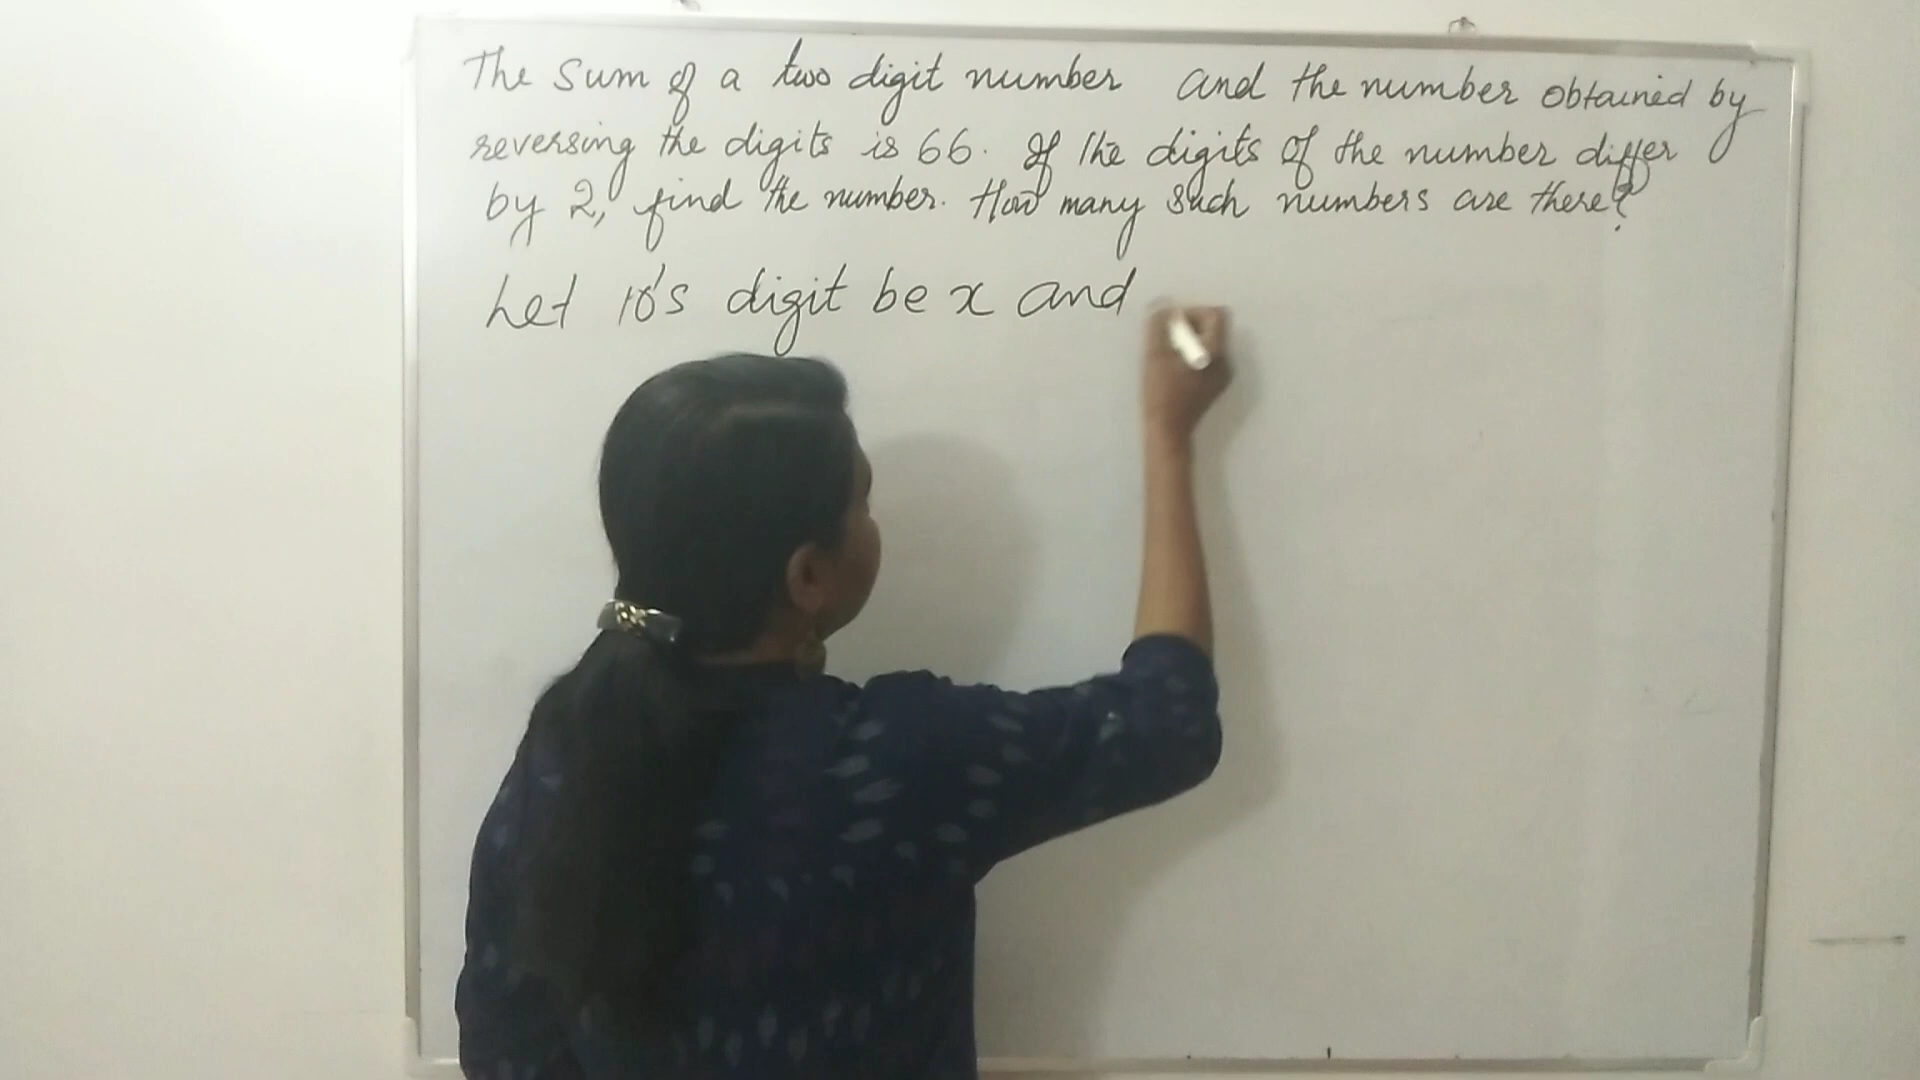 The sum of a two digit number and the number obtained by
reversing the digits is 66. If the digits of the number differ
by 2, find the number. How many such numbers are there?
Let 10's digit be x and